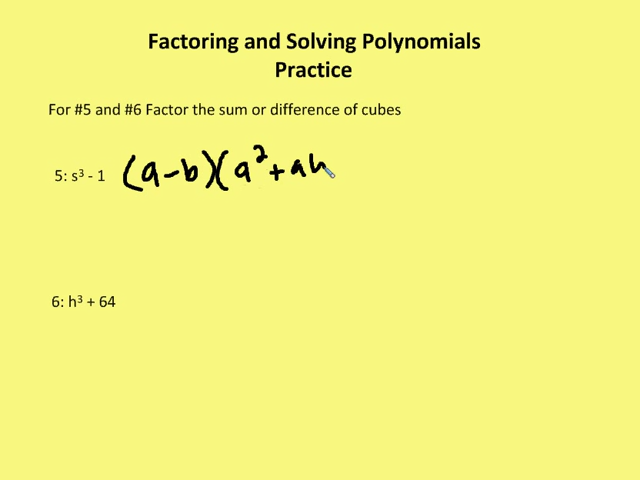 Factoring and Solving Polynomials
Practice
For #5 and #6 Factor the sum or difference of cubes
5: s³ - 1 (a-b)(a²+ab
6: h³ + 64